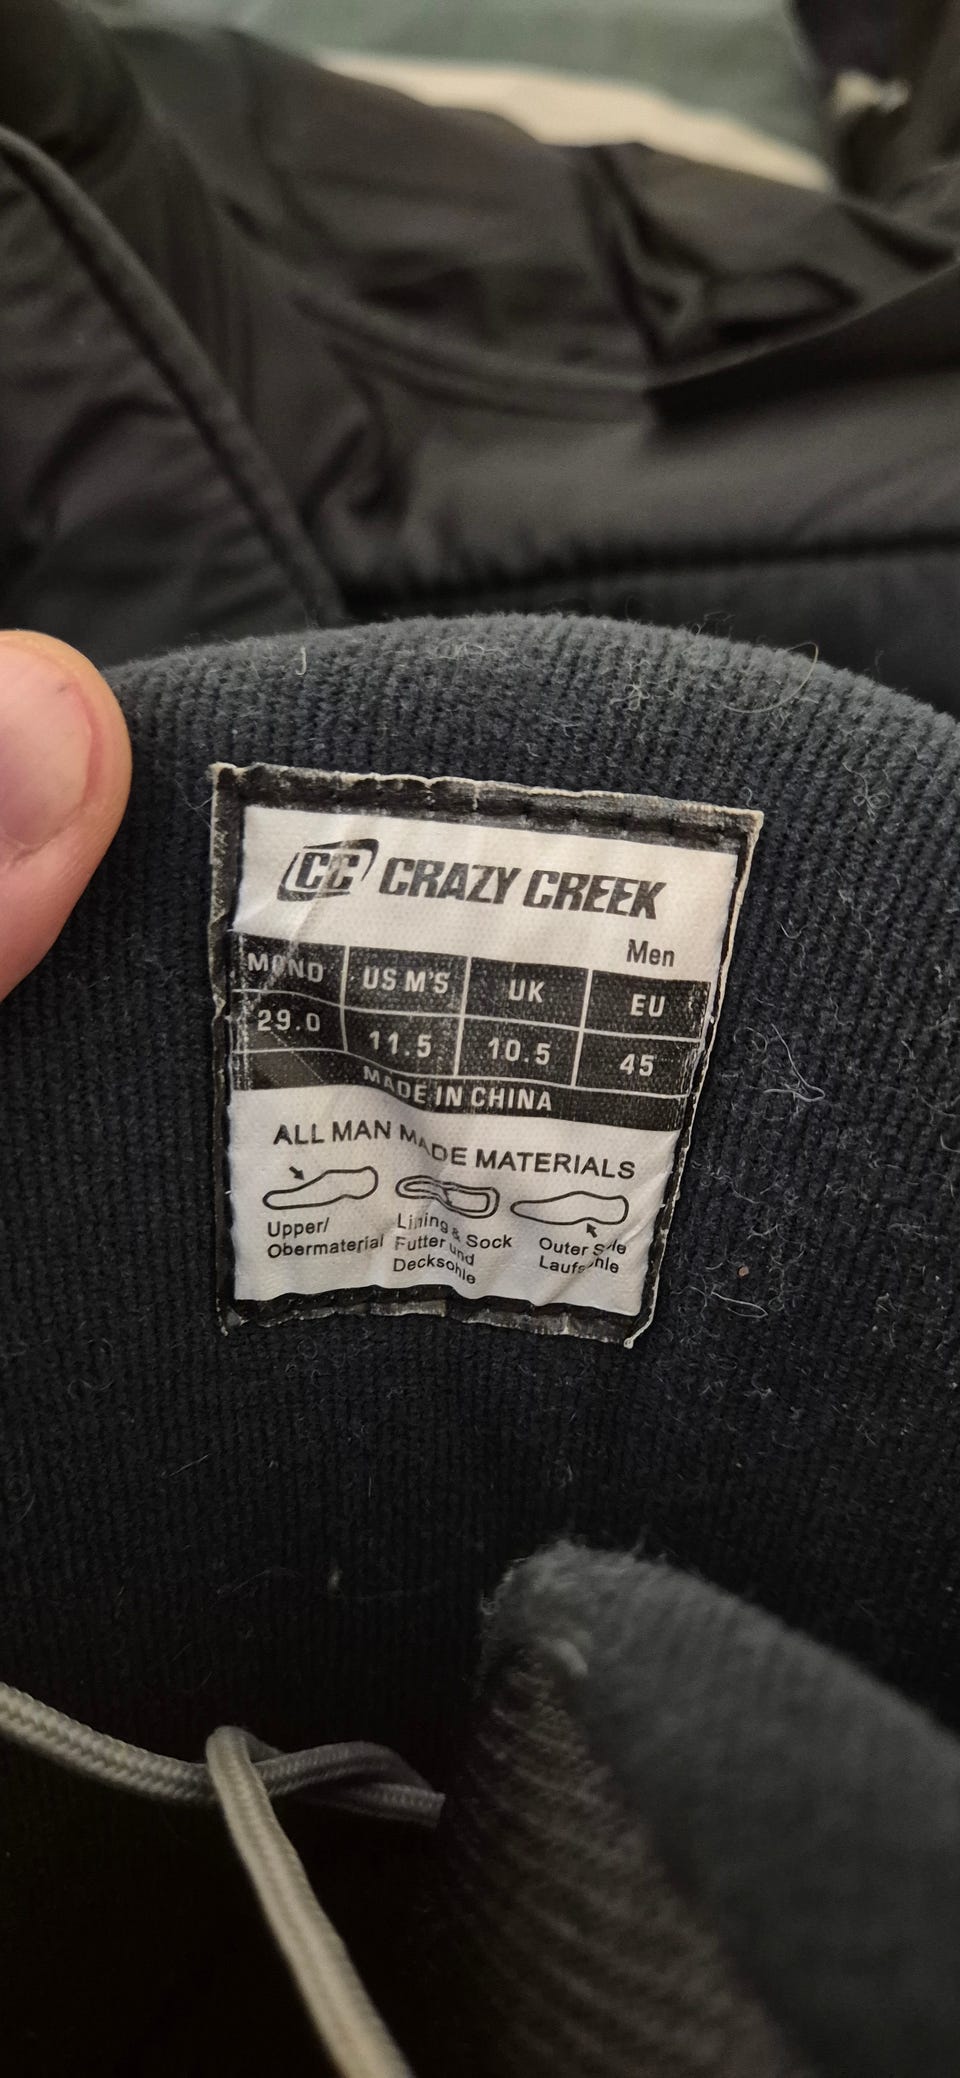 CC CRAZY CREEK
Men
MOND US M'S UK EU
29.0 11.5 10.5 45
MADE IN CHINA
ALL MAN MADE MATERIALS
Upper/
Obermaterial
Lining & Sock
Futter und
Decksohle
Outer Sole
Laufsohle